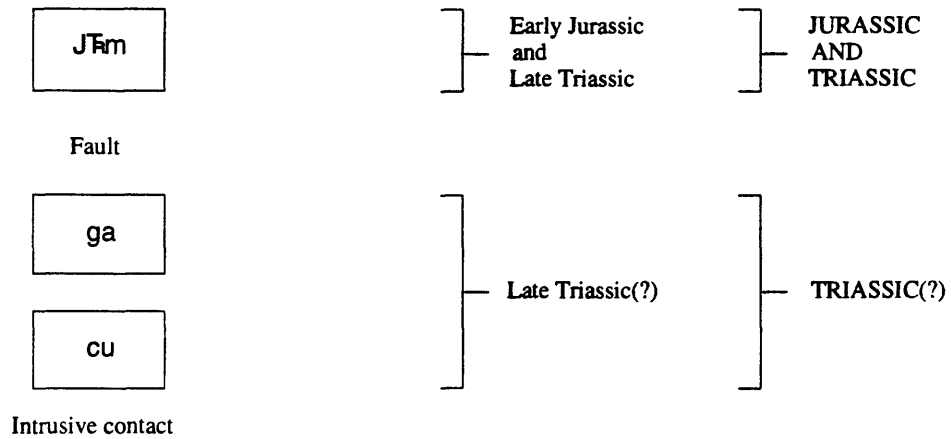 JTRm
Early Jurassic
and
Late Triassic
JURASSIC
AND
TRIASSIC
Fault
ga
Late Triassic(?)
TRIASSIC(?)
cu
Intrusive contact